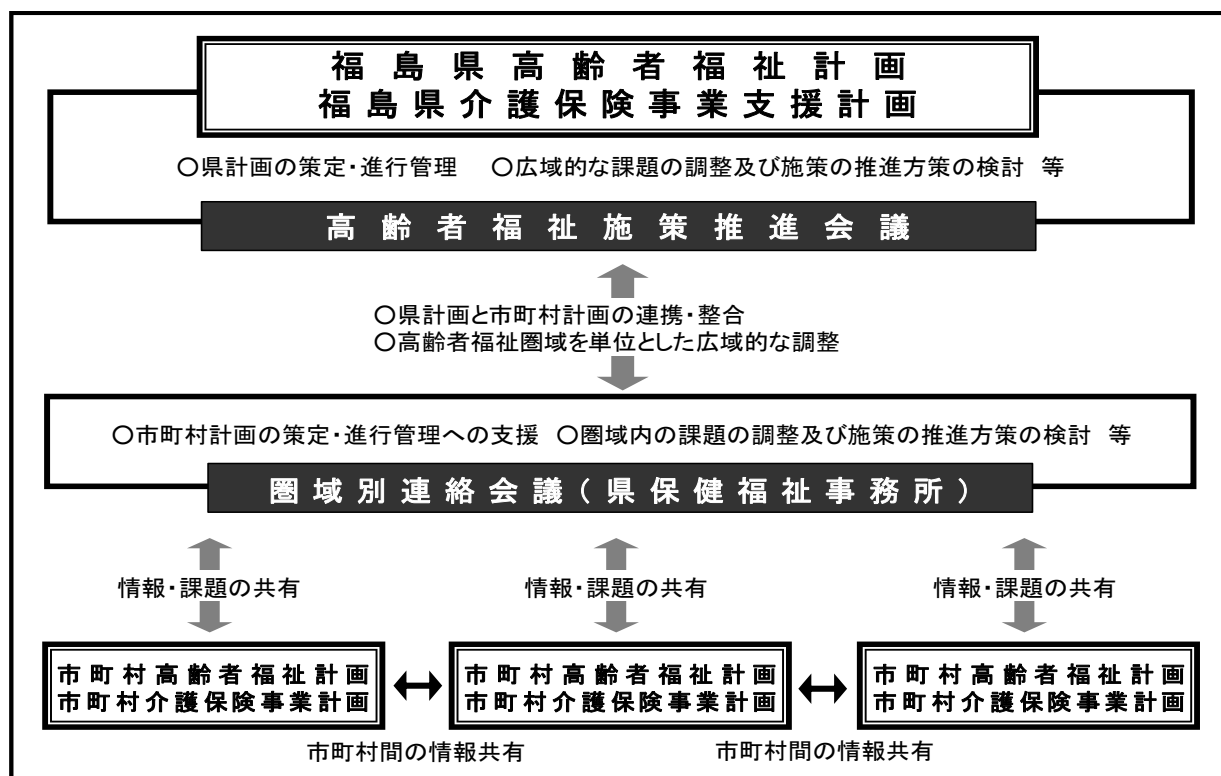 福島県高齢者福祉計画
福島県介護保険事業支援計画
○県計画の策定・進行管理　○広域的な課題の調整及び施策の推進方策の検討　等
高齢者福祉施策推進会議
○県計画と市町村計画の連携・整合
○高齢者福祉圏域を単位とした広域的な調整
○市町村計画の策定・進行管理への支援　○圏域内の課題の調整及び施策の推進方策の検討　等
圏域別連絡会議（県保健福祉事務所）
情報・課題の共有
情報・課題の共有
情報・課題の共有
市町村高齢者福祉計画
市町村介護保険事業計画
市町村高齢者福祉計画
市町村介護保険事業計画
市町村高齢者福祉計画
市町村介護保険事業計画
市町村間の情報共有
市町村間の情報共有